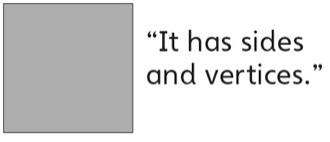 “It has sides
and vertices.”